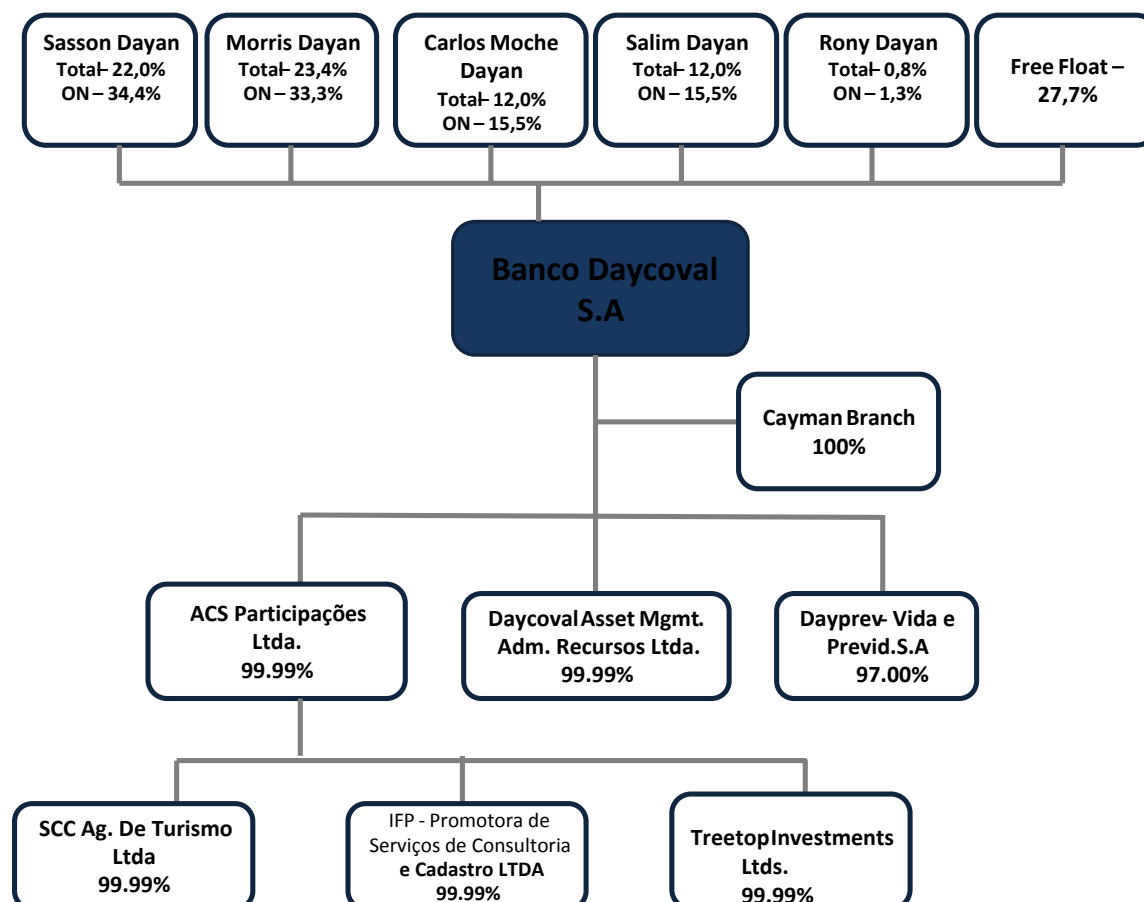 Sasson Dayan
Total– 22,0%
ON – 34,4%
Morris Dayan
Total– 23,4%
ON – 33,3%
Carlos Moche
Dayan
Total– 12,0%
ON – 15,5%
Salim Dayan
Total– 12,0%
ON – 15,5%
Rony Dayan
Total– 0,8%
ON – 1,3%
Free Float –
27,7%
Banco Daycoval
S.A
Cayman Branch
100%
ACS Participações
Ltda.
99.99%
Daycoval Asset Mgmt.
Adm. Recursos Ltda.
99.99%
Dayprev- Vida e
Previd.S.A
97.00%
SCC Ag. De Turismo
Ltda
99.99%
IFP - Promotora de
Serviços de Consultoria
e Cadastro LTDA
99.99%
TreetopInvestments
Ltds.
99.99%